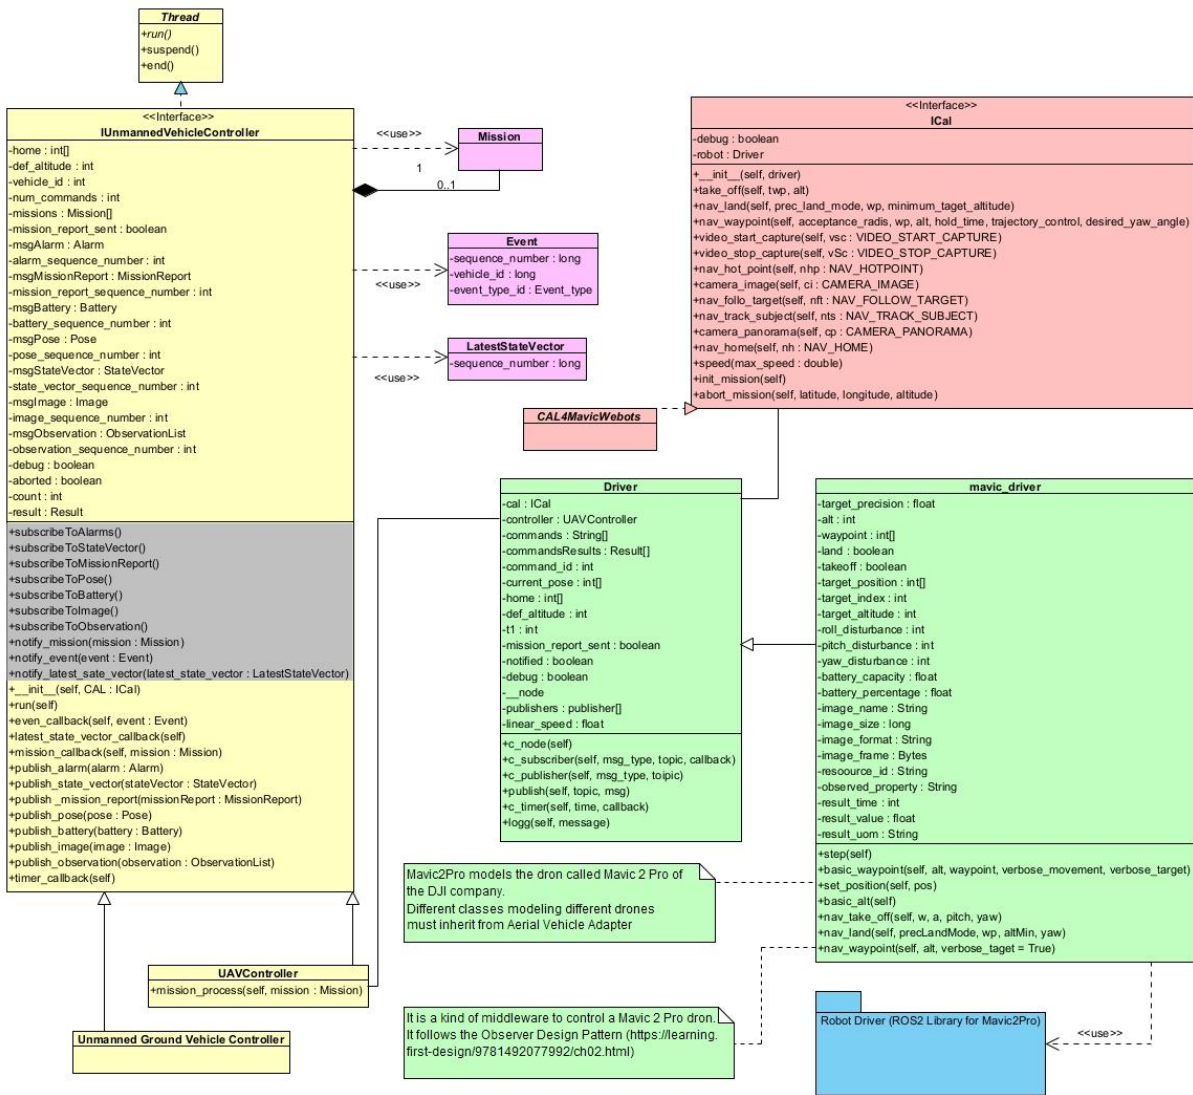 Thread
+run()
+suspend()
+end()
<<Interface>>
IUnmannedVehicleController
-home : int[]
-def_altitude : int
-vehicle_id : int
-num_commands : int
-missions : Mission[]
-mission_report_sent : boolean
-msgAlarm : Alarm
-alarm_sequence_number : int
-msgMissionReport : MissionReport
-mission_report_sequence_number : int
-msgBattery : Battery
-battery_sequence_number : int
-msgPose : Pose
-pose_sequence_number : int
-msgStateVector : StateVector
-state_vector_sequence_number : int
-msgImage : Image
-image_sequence_number : int
-msgObservation : ObservationList
-observation_sequence_number : int
-debug : boolean
-aborted : boolean
-count : int
-result : Result
+subscribeToAlarms()
+subscribeToStateVector()
+subscribeToMissionReport()
+subscribeToPose()
+subscribeToBattery()
+subscribeToImage()
+subscribeToObservation()
+notify_mission(mission : Mission)
+notify_event(event : Event)
+notify_latest_sate_vector(latest_state_vector : LatestStateVector)
+__init__(self, CAL : ICal)
+run(self)
+even_callback(self, event : Event)
+latest_state_vector_callback(self)
+mission_callback(self, mission : Mission)
+publish_alarm(alarm : Alarm)
+publish_state_vector(stateVector : StateVector)
+publish _mission_report(missionReport : MissionReport)
+publish_pose(pose : Pose)
+publish_battery(battery : Battery)
+publish_image(image : Image)
+publish_observation(observation : ObservationList)
+timer_callback(self)
<<use>>
Mission
1
0..1
Event
-sequence_number : long
-vehicle_id : long
-event_type_id : Event_type
<<use>>
LatestStateVector
-sequence_number : long
<<use>>
<<Interface>>
ICal
-debug : boolean
-robot : Driver
+__init__(self, driver)
+take_off(self, twp, alt)
+nav_land(self, prec_land_mode, wp, minimum_taget_altitude)
+nav_waypoint(self, acceptance_radis, wp, alt, hold_time, trajectory_control, desired_yaw_angle)
+video_start_capture(self, vsc : VIDEO_START_CAPTURE)
+video_stop_capture(self, vSc : VIDEO_STOP_CAPTURE)
+nav_hot_point(self, nhp : NAV_HOTPOINT)
+camera_image(self, ci : CAMERA_IMAGE)
+nav_follo_target(self, nft : NAV_FOLLOW_TARGET)
+nav_track_subject(self, nts : NAV_TRACK_SUBJECT)
+camera_panorama(self, cp : CAMERA_PANORAMA)
+nav_home(self, nh : NAV_HOME)
+speed(max_speed : double)
+init_mission(self)
+abort_mission(self, latitude, longitude, altitude)
CAL4MavicWebots
Driver
-cal : ICal
-controller : UAVController
-commands : String[]
-commandsResults : Result[]
-command_id : int
-current_pose : int[]
-home : int[]
-def_altitude : int
-t1 : int
-mission_report_sent : boolean
-notified : boolean
-debug : boolean
-__node
-publishers : publisher[]
-linear_speed : float
+c_node(self)
+c_subscriber(self, msg_type, topic, callback)
+c_publisher(self, msg_type, toipic)
+publish(self, topic, msg)
+c_timer(self, time, callback)
+logg(self, message)
mavic_driver
-target_precision : float
-alt : int
-waypoint : int[]
-land : boolean
-takeoff : boolean
-target_position : int[]
-target_index : int
-target_altitude : int
-roll_disturbance : int
-pitch_disturbance : int
-yaw_disturbance : int
-battery_capacity : float
-battery_percentage : float
-image_name : String
-image_size : long
-image_format : String
-image_frame : Bytes
-resoource_id : String
-observed_property : String
-result_time : int
-result_value : float
-result_uom : String
+step(self)
+basic_waypoint(self, alt, waypoint, verbose_movement, verbose_target)
+set_position(self, pos)
+basic_alt(self)
+nav_take_off(self, w, a, pitch, yaw)
+nav_land(self, precLandMode, wp, altMin, yaw)
+nav_waypoint(self, alt, verbose_taget = True)
Mavic2Pro models the dron called Mavic 2 Pro of
the DJI company.
Different classes modeling different drones
must inherit from Aerial Vehicle Adapter
UAVController
+mission_process(self, mission : Mission)
Unmanned Ground Vehicle Controller
It is a kind of middleware to control a Mavic 2 Pro dron.
It follows the Observer Design Pattern (https://learning.
first-design/9781492077992/ch02.html)
Robot Driver (ROS2 Library for Mavic2Pro)
<<use>>